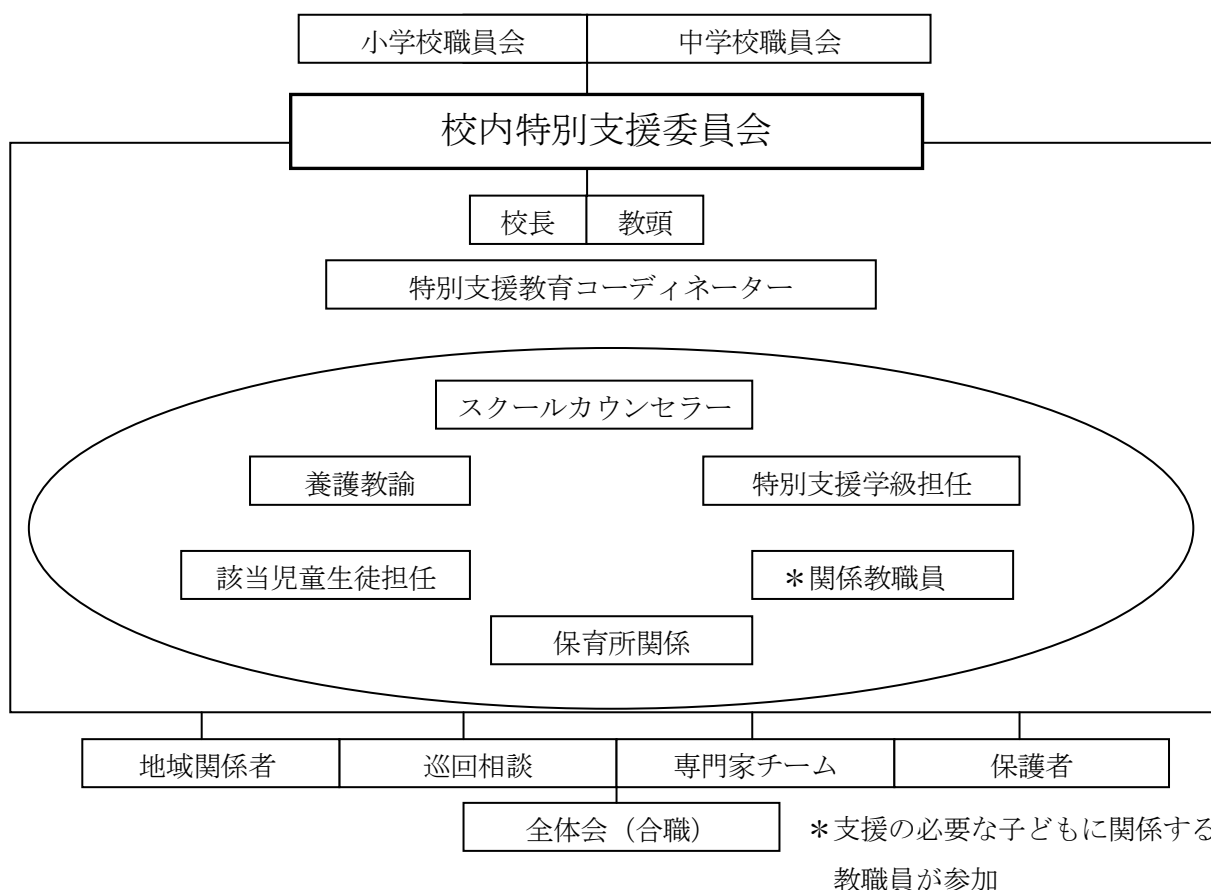 小学校職員会 中学校職員会
校内特別支援委員会
校長 教頭
特別支援教育コーディネーター
スクールカウンセラー
養護教諭 特別支援学級担任
該当児童生徒担任 *関係教職員
保育所関係
地域関係者 巡回相談 専門家チーム 保護者
全体会（合職） *支援の必要な子どもに関係する
教職員が参加